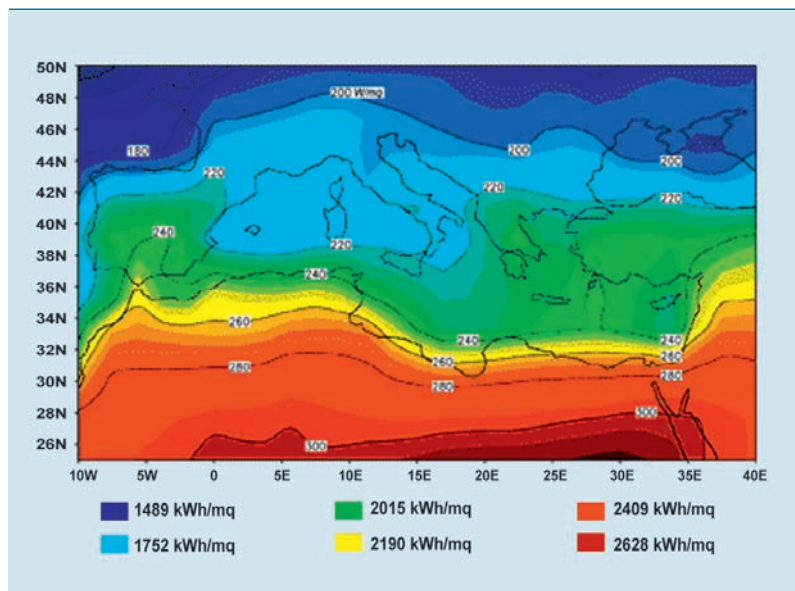 50N
200 W/mq
48N
46N
180
200
200
44N
220
42N
220
220
240
40N
220
38N
240
36N
34N
260
240
240
32N
260
260
280
280
280
30N
28N
300
300
26N
10W 5W 0 5E 10E 15E 20E 25E 30E 35E 40E
1489 kWh/mq 2015 kWh/mq 2409 kWh/mq
1752 kWh/mq 2190 kWh/mq 2628 kWh/mq